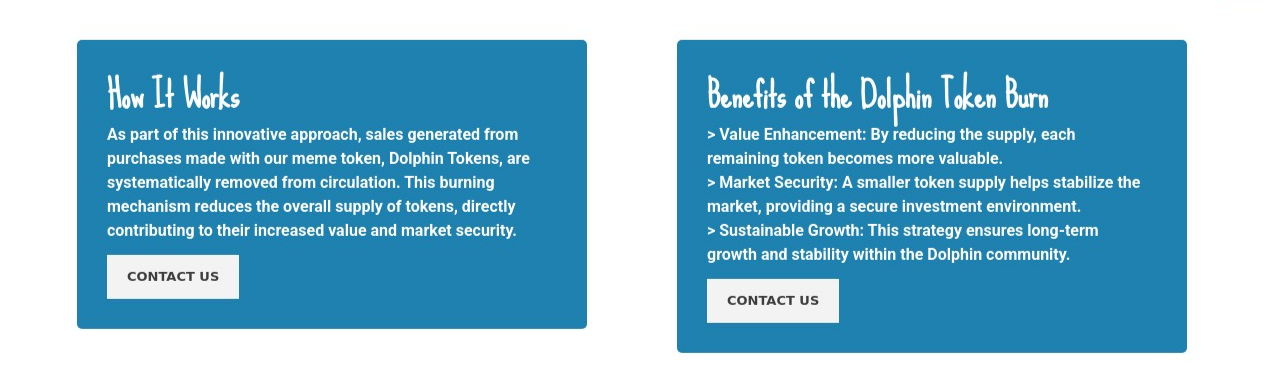 How It Works
As part of this innovative approach, sales generated from
purchases made with our meme token, Dolphin Tokens, are
systematically removed from circulation. This burning
mechanism reduces the overall supply of tokens, directly
contributing to their increased value and market security.
CONTACT US
Benefits of the Dolphin Token Burn
> Value Enhancement: By reducing the supply, each
remaining token becomes more valuable.
> Market Security: A smaller token supply helps stabilize the
market, providing a secure investment environment.
> Sustainable Growth: This strategy ensures long-term
growth and stability within the Dolphin community.
CONTACT US